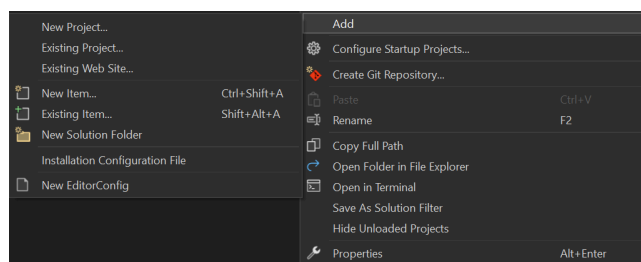 New Project...
Existing Project...
Existing Web Site...
New Item... Ctrl+Shift+A
Existing Item... Shift+Alt+A
New Solution Folder
Installation Configuration File
New EditorConfig
Add
Configure Startup Projects...
Create Git Repository...
Paste Ctrl+V
Rename F2
Copy Full Path
Open Folder in File Explorer
Open in Terminal
Save As Solution Filter
Hide Unloaded Projects
Properties Alt+Enter